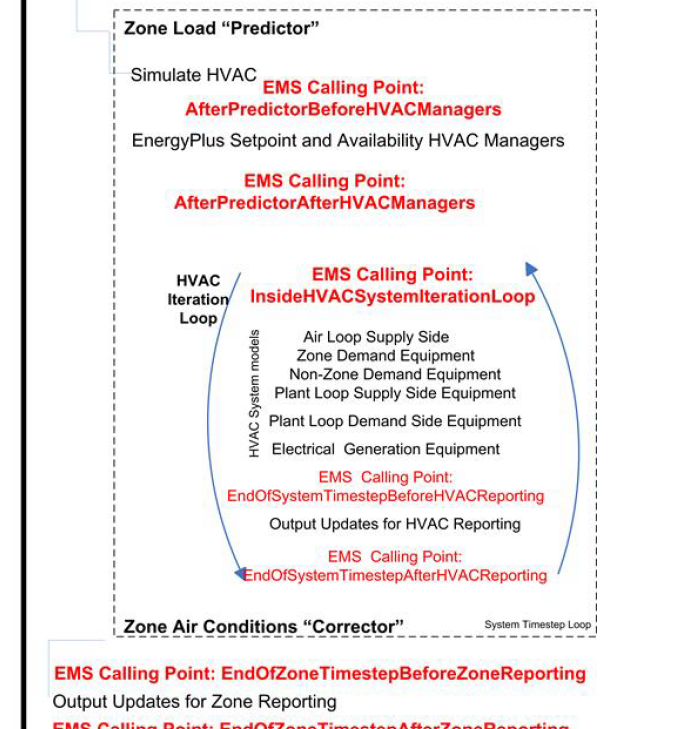 Zone Load “Predictor”
Simulate HVAC
EMS Calling Point:
AfterPredictorBeforeHVACManagers
EnergyPlus Setpoint and Availability HVAC Managers
EMS Calling Point:
AfterPredictorAfterHVACManagers
HVAC
Iteration
Loop
EMS Calling Point:
InsideHVACSystemIterationLoop
HVAC System models
Air Loop Supply Side
Zone Demand Equipment
Non-Zone Demand Equipment
Plant Loop Supply Side Equipment
Plant Loop Demand Side Equipment
Electrical Generation Equipment
EMS Calling Point:
EndOfSystemTimestepBeforeHVACReporting
Output Updates for HVAC Reporting
EMS Calling Point:
EndOfSystemTimestepAfterHVACReporting
Zone Air Conditions “Corrector”
System Timestep Loop
EMS Calling Point: EndOfZoneTimestepBeforeZoneReporting
Output Updates for Zone Reporting
EMS Calling Point: EndOfZoneTimestepAfterZoneReporting